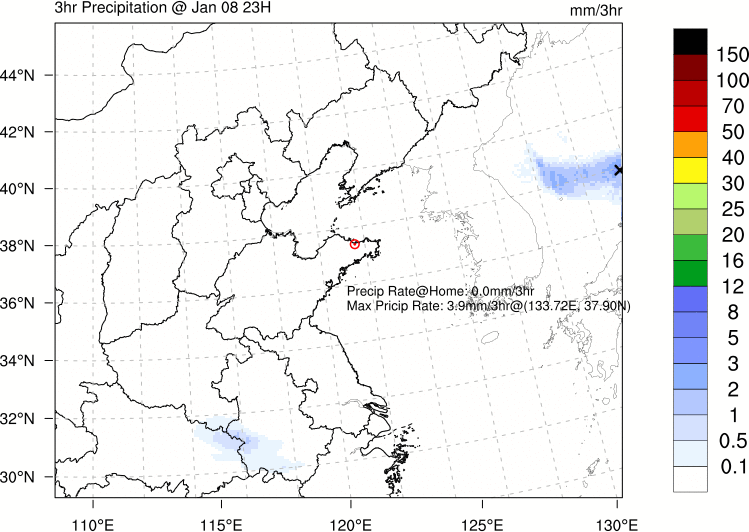 3hr Precipitation @ Jan 08 23H
mm/3hr
44°N
42°N
40°N
38°N
36°N
34°N
32°N
30°N
Precip Rate@Home: 0.0mm/3hr
Max Pricip Rate: 3.9mm/3hr@(133.72E, 37.90N)
110°E
115°E
120°E
125°E
130°E
150
100
70
50
40
30
25
20
16
12
8
5
3
2
1
0.5
0.1